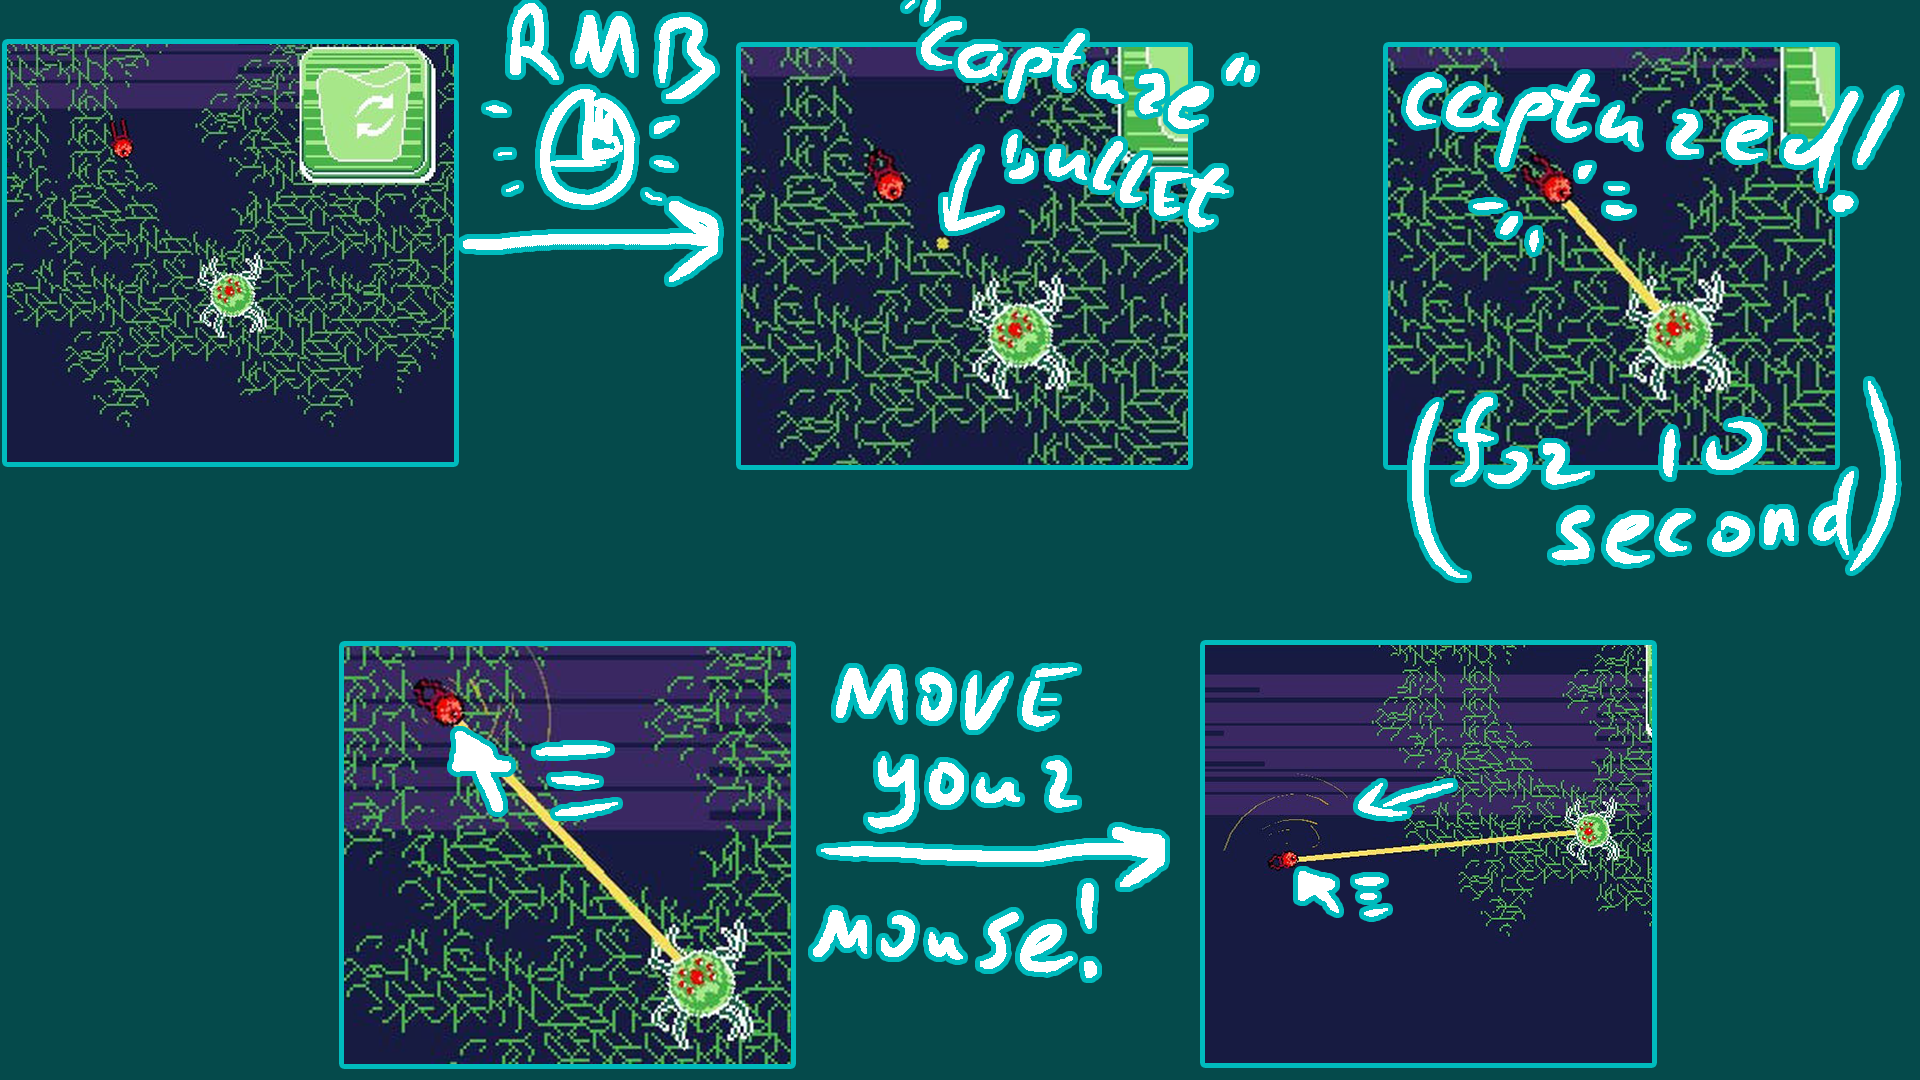 RMB
"capture"
bullet
captured!
(for 10
second)
MOVE
your
mouse!